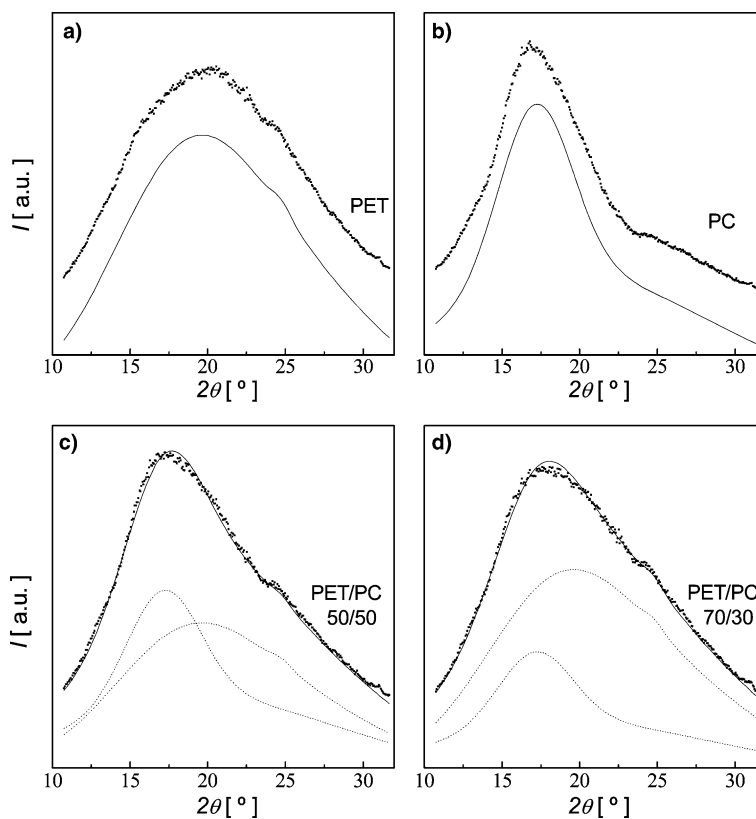 a)
PET
I [ a.u.]
10 15 20 25 30
2θ [ º ]
b)
PC
10 15 20 25 30
2θ [ º ]
c)
PET/PC
50/50
I [ a.u.]
10 15 20 25 30
2θ [ º ]
d)
PET/PC
70/30
10 15 20 25 30
2θ [ º ]